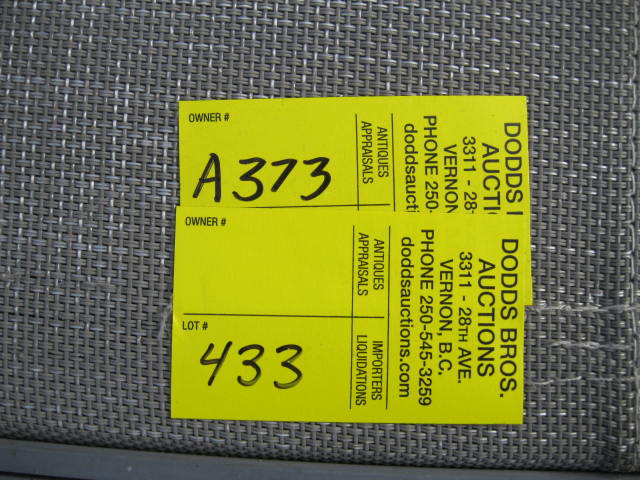 OWNER #
A373
ANTIQUES
APPRAISALS
DODDS
AUCTI
3311 - 28
VERNON
PHONE 250-
doddsaucti
OWNER #
LOT #
433
ANTIQUES
APPRAISALS
IMPORTERS
LIQUIDATIONS
DODDS BROS.
AUCTIONS
3311 - 28TH AVE.
VERNON, B.C.
PHONE 250-545-3259
doddsauctions.com